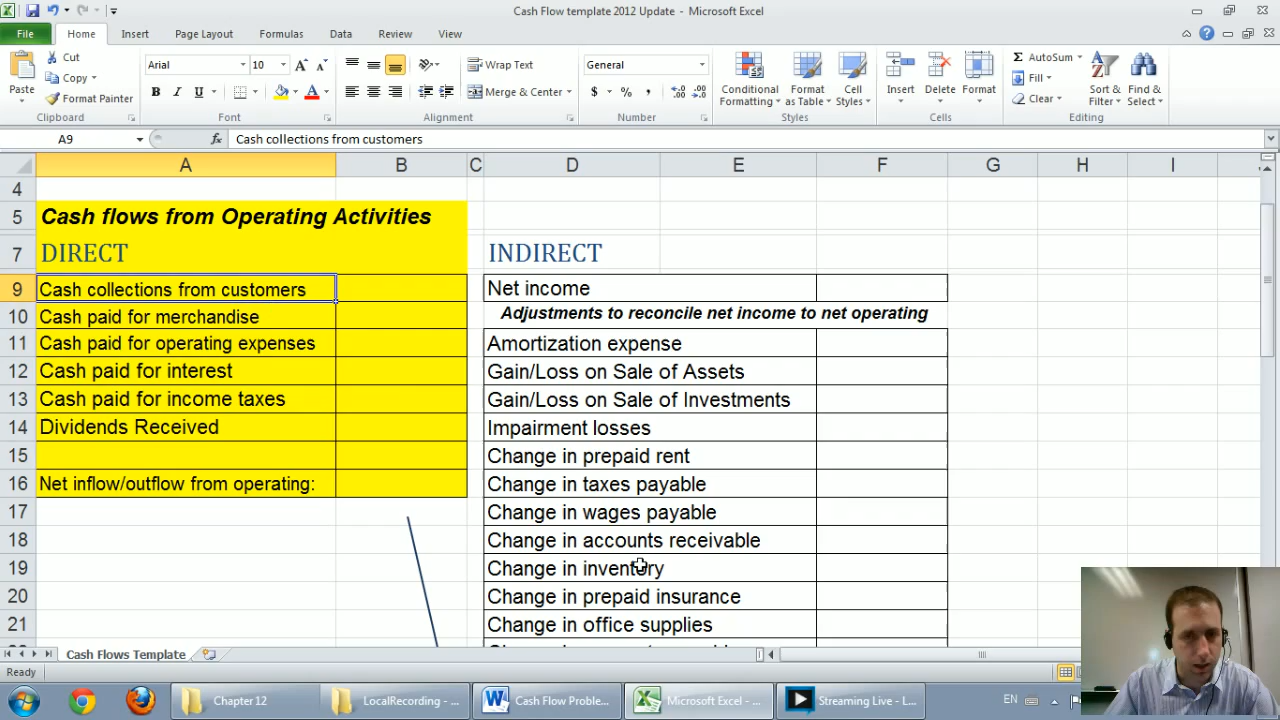 Cash Flow template 2012 Update - Microsoft Excel
File Home Insert Page Layout Formulas Data Review View
Paste
Cut
Copy
Format Painter
Clipboard
Arial 10
B I U
Font
Wrap Text
Merge & Center
Alignment
General
$ % ,
Number
Conditional Formatting
Format as Table
Cell Styles
Styles
Insert
Delete
Format
Cells
Σ AutoSum
Fill
Clear
Sort & Filter
Find & Select
Editing
A9 fx Cash collections from customers
A B C D E F G H I
4
5 Cash flows from Operating Activities
7 DIRECT INDIRECT
9 Cash collections from customers Net income
10 Cash paid for merchandise Adjustments to reconcile net income to net operating
11 Cash paid for operating expenses Amortization expense
12 Cash paid for interest Gain/Loss on Sale of Assets
13 Cash paid for income taxes Gain/Loss on Sale of Investments
14 Dividends Received Impairment losses
15 Change in prepaid rent
16 Net inflow/outflow from operating: Change in taxes payable
17 Change in wages payable
18 Change in accounts receivable
19 Change in inventory
20 Change in prepaid insurance
21 Change in office supplies
Cash Flows Template
Ready
Chapter 12 LocalRecording - ... Cash Flow Proble... Microsoft Excel - ... Streaming Live - L... EN